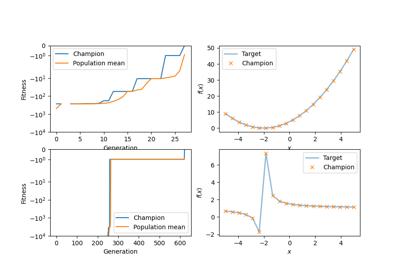 0
−10⁰
−10¹
−10²
−10³
−10⁴
Fitness
Champion
Population mean
0 5 10 15 20 25
Generation
50
40
30
20
10
0
f(x)
Target
Champion
−4 −2 0 2 4
x
0
−10⁰
−10¹
−10²
−10³
−10⁴
Fitness
Champion
Population mean
0 100 200 300 400 500 600
Generation
6
4
2
0
−2
f(x)
Target
Champion
−4 −2 0 2 4
x